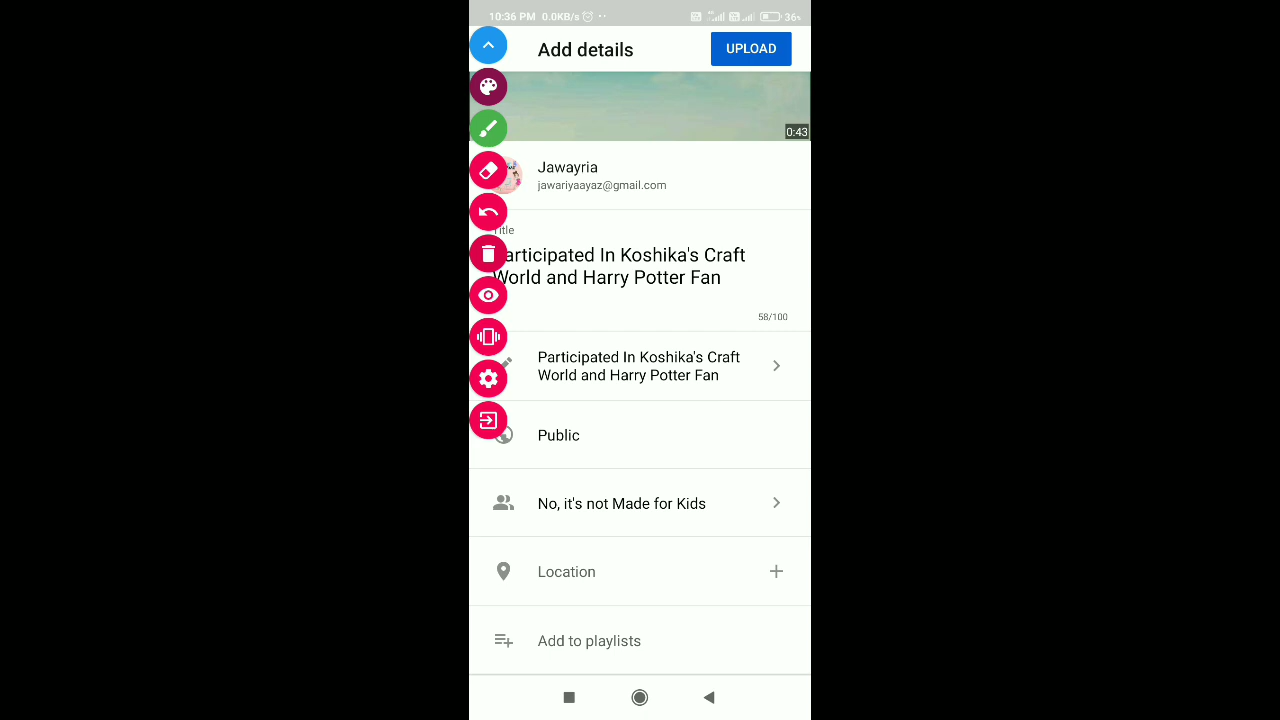 10:36 PM 0.0KB/s
36%
Add details
UPLOAD
0:43
Jawayria
jawariyaayaz@gmail.com
Title
Participated In Koshika's Craft
World and Harry Potter Fan
58/100
Participated In Koshika's Craft
World and Harry Potter Fan
Public
No, it's not Made for Kids
Location
Add to playlists